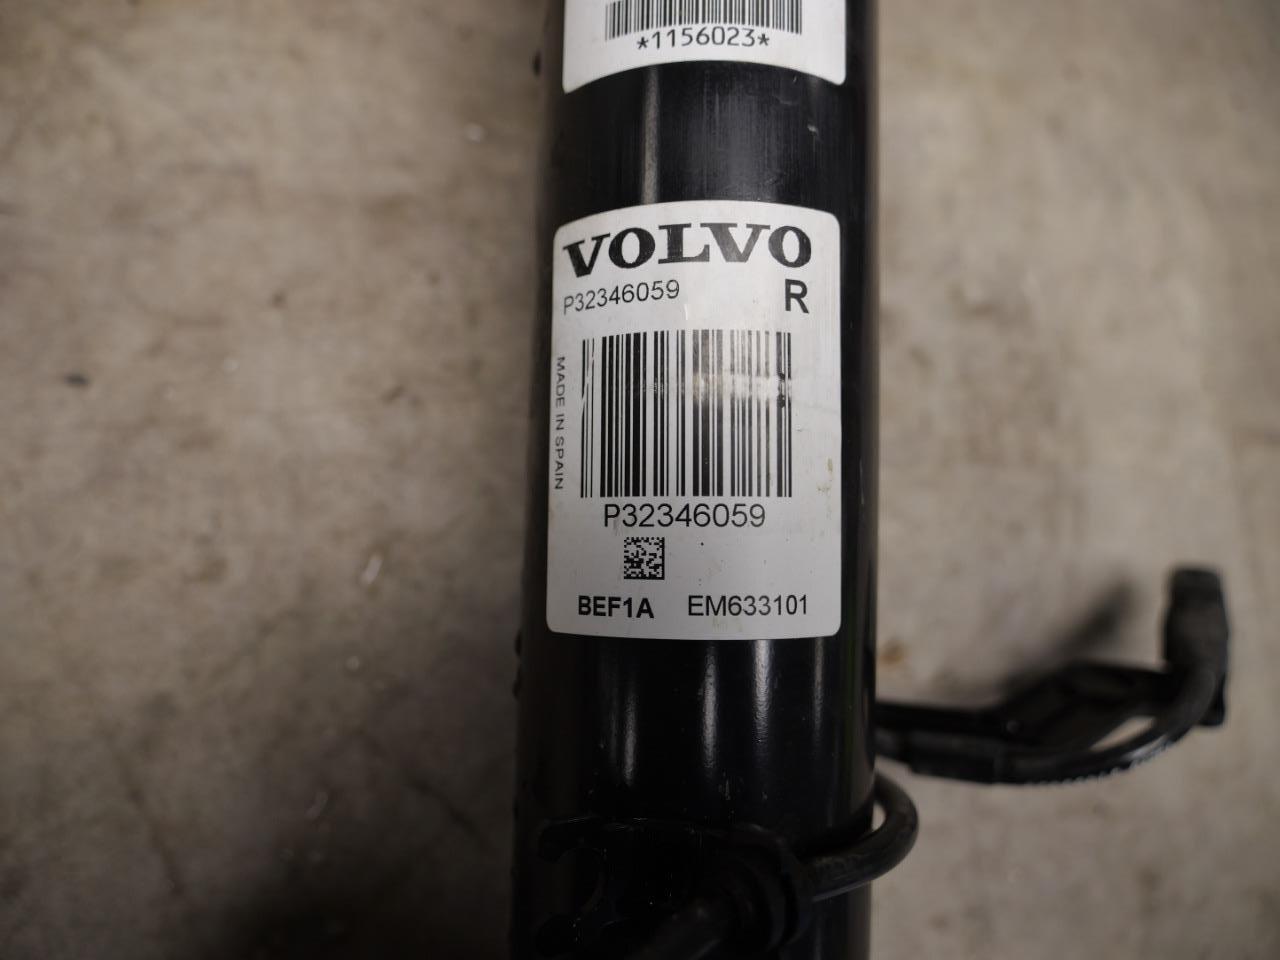 *1156023*
VOLVO
P32346059
R
MADE IN SPAIN
P32346059
BEF1A EM633101